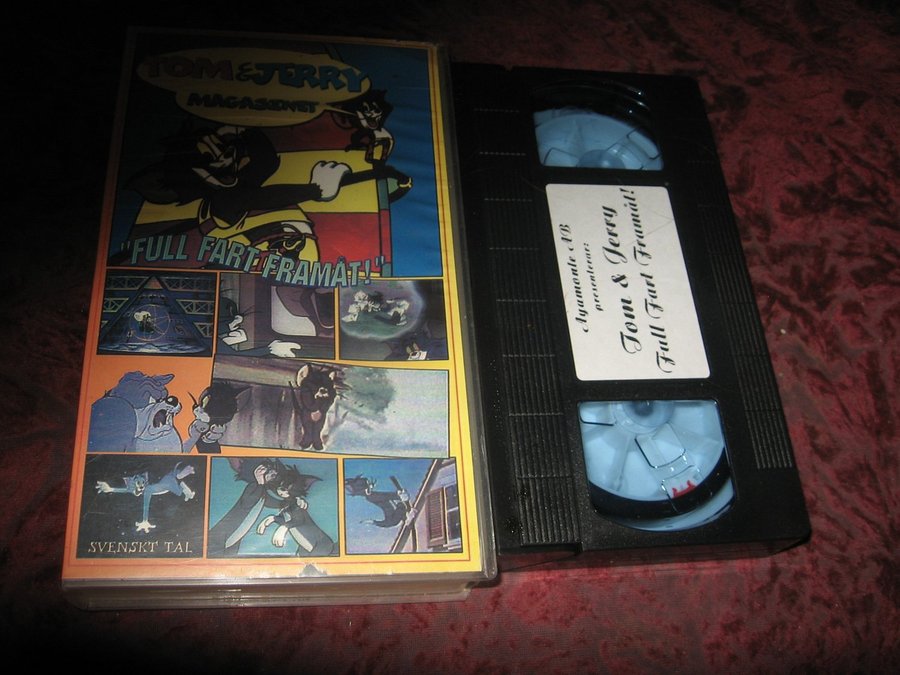 TOM & JERRY
MAGASINET
"FULL FART FRAMÅT!"
SVENSKT TAL
Ayamonte AB
presenterar:
Tom & Jerry
Full Fart Framåt!